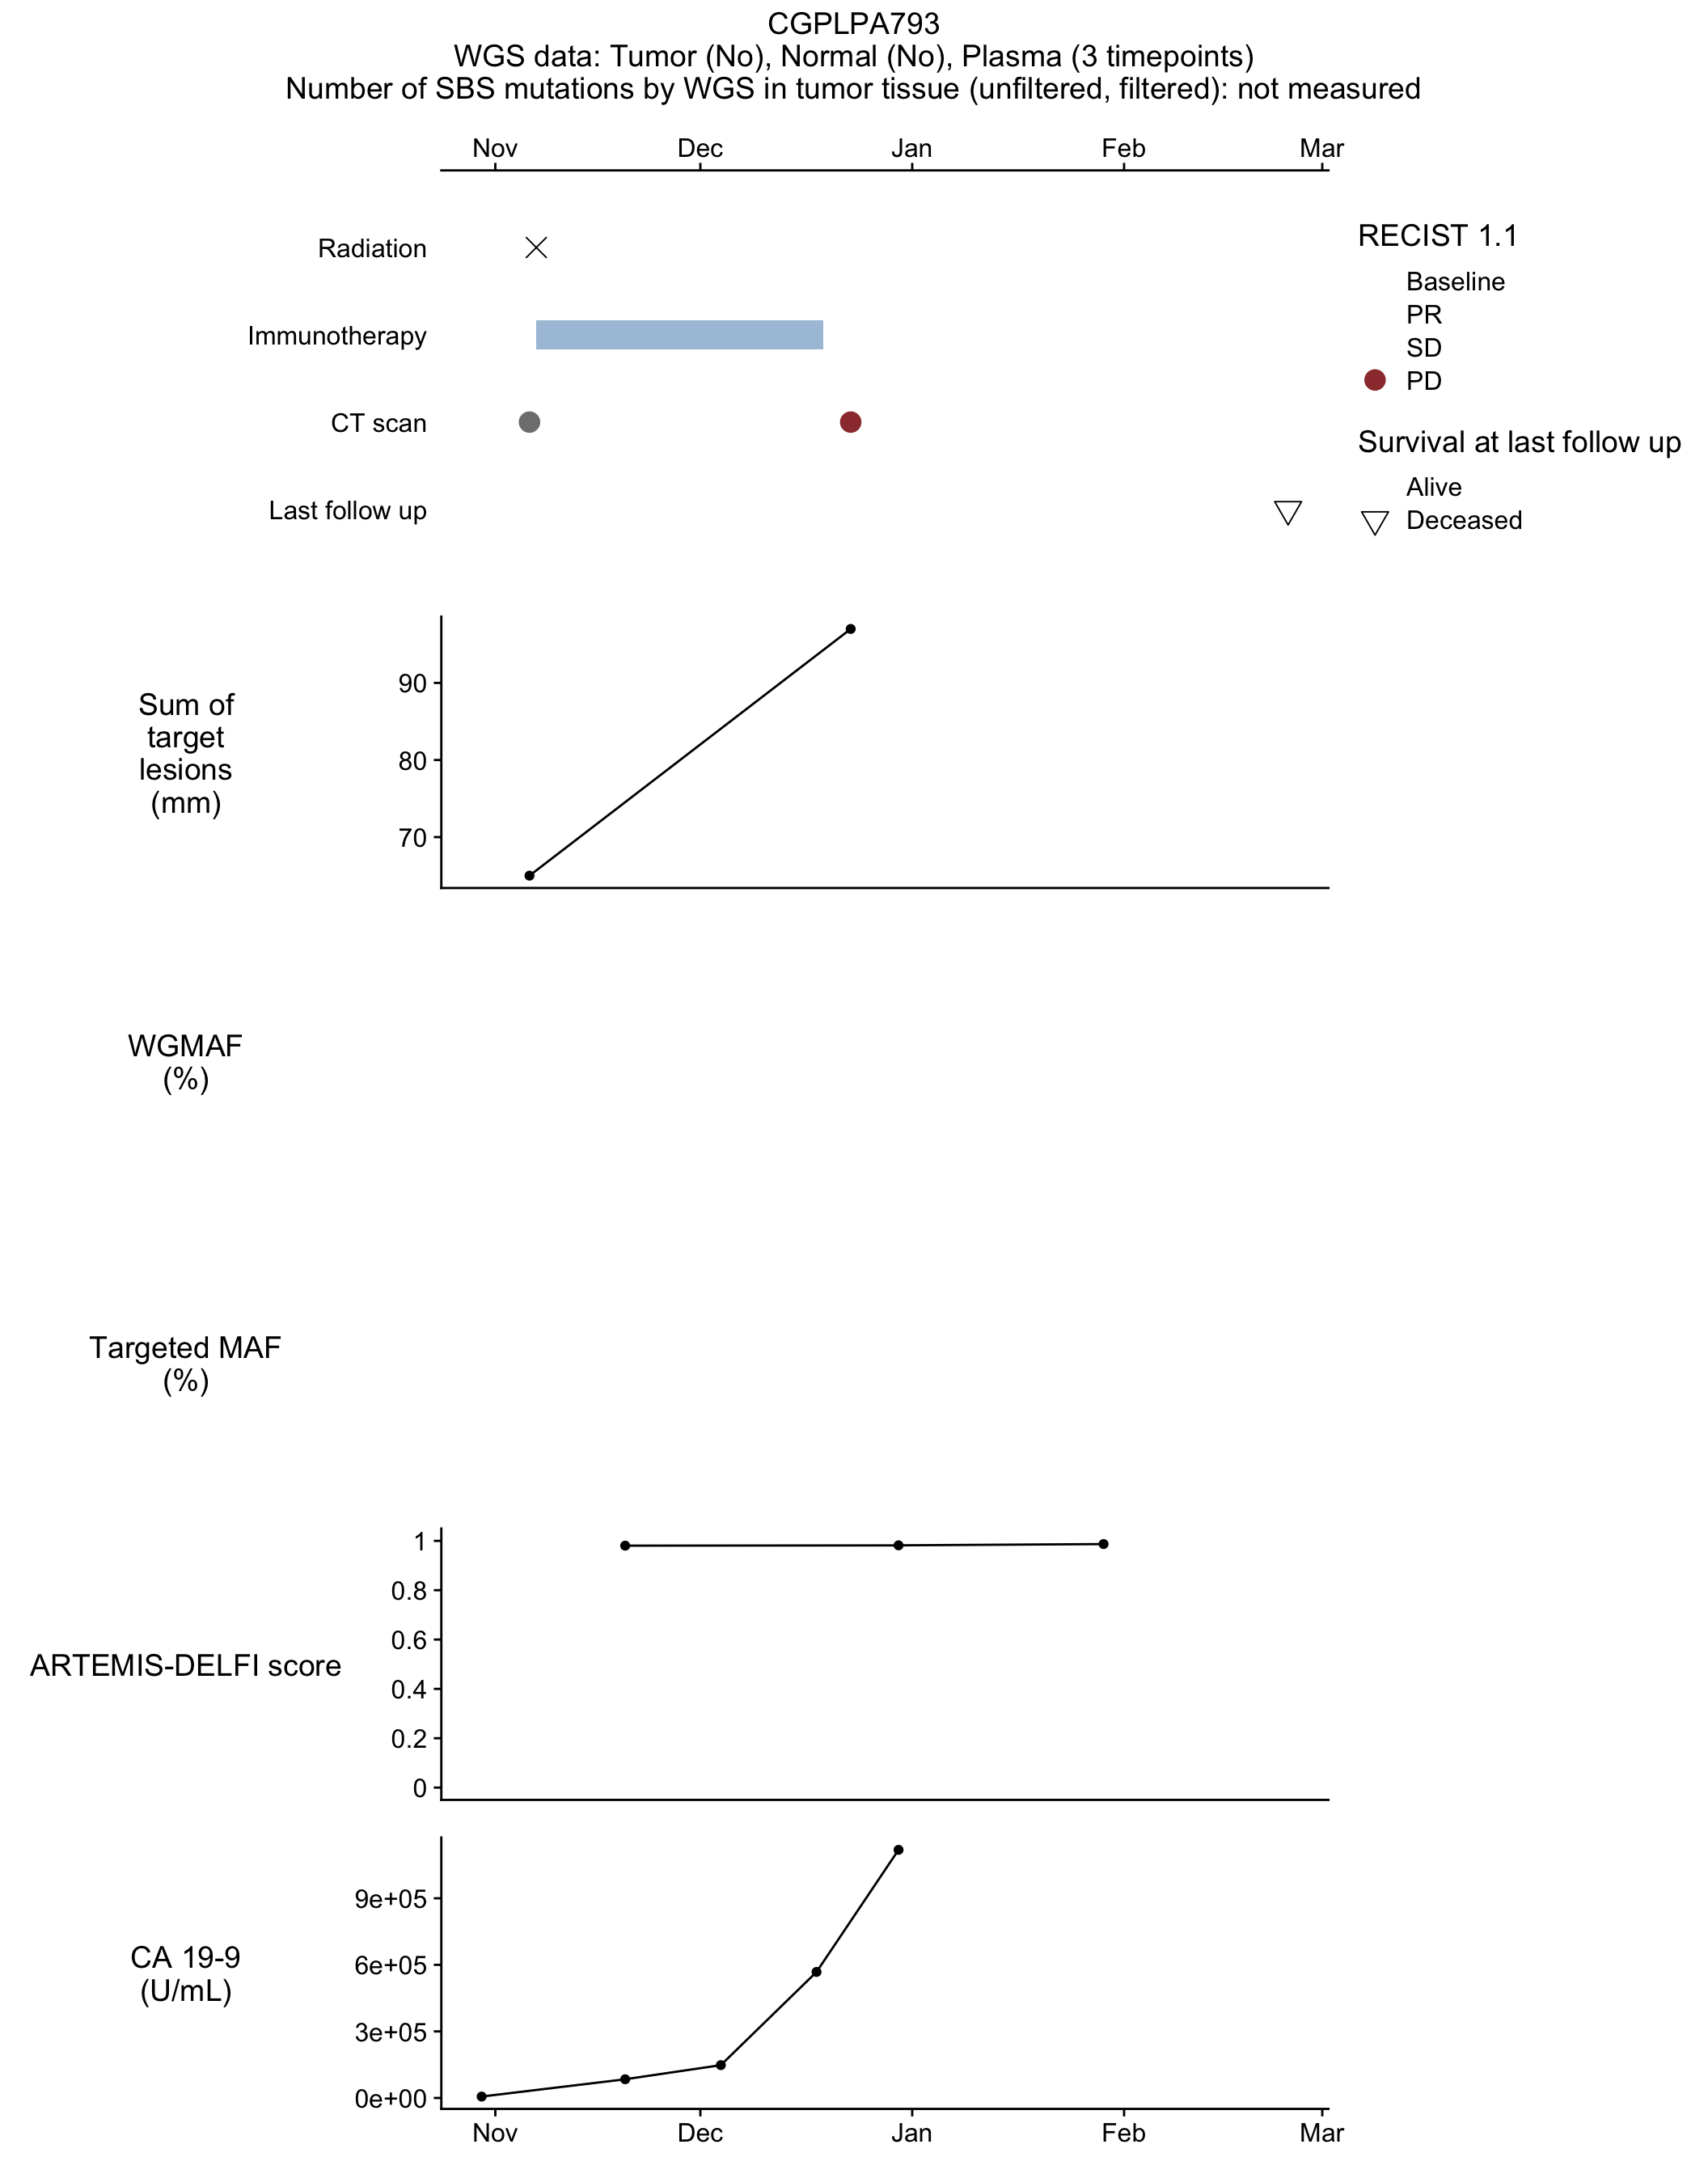 CGPLPA793
WGS data: Tumor (No), Normal (No), Plasma (3 timepoints)
Number of SBS mutations by WGS in tumor tissue (unfiltered, filtered): not measured
Nov Dec Jan Feb Mar
Radiation
Immunotherapy
CT scan
Last follow up
RECIST 1.1
Baseline
PR
SD
PD
Survival at last follow up
Alive
Deceased
Sum of
target
lesions
(mm)
90
80
70
WGMAF
(%)
Targeted MAF
(%)
ARTEMIS-DELFI score
1
0.8
0.6
0.4
0.2
0
CA 19-9
(U/mL)
9e+05
6e+05
3e+05
0e+00
Nov Dec Jan Feb Mar